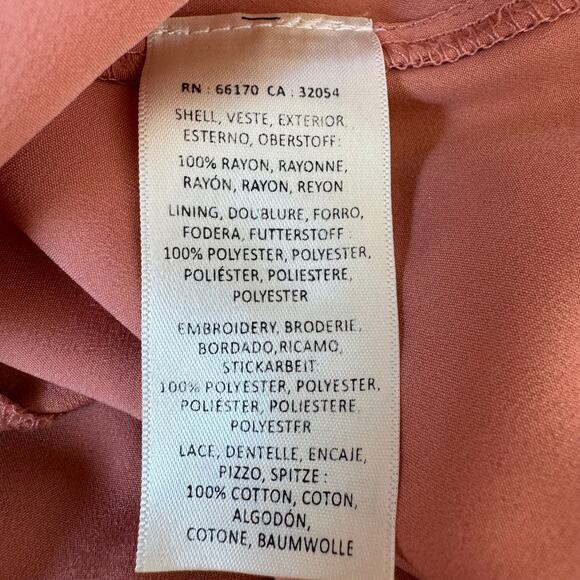 RN : 66170 CA : 32054
SHELL, VESTE, EXTERIOR,
ESTERNO, OBERSTOFF:
100% RAYON, RAYONNE,
RAYÓN, RAYON, REYON
LINING, DOUBLURE, FORRO,
FODERA, FUTTERSTOFF :
100% POLYESTER, POLYESTER,
POLIÉSTER, POLIESTERE,
POLYESTER
EMBROIDERY, BRODERIE,
BORDADO,RICAMO,
STICKARBEIT
100% POLYESTER, POLYESTER,
POLIÉSTER, POLIESTERE,
POLYESTER
LACE, DENTELLE, ENCAJE,
PIZZO, SPITZE :
100% COTTON, COTON,
ALGODÓN,
COTONE, BAUMWOLLE